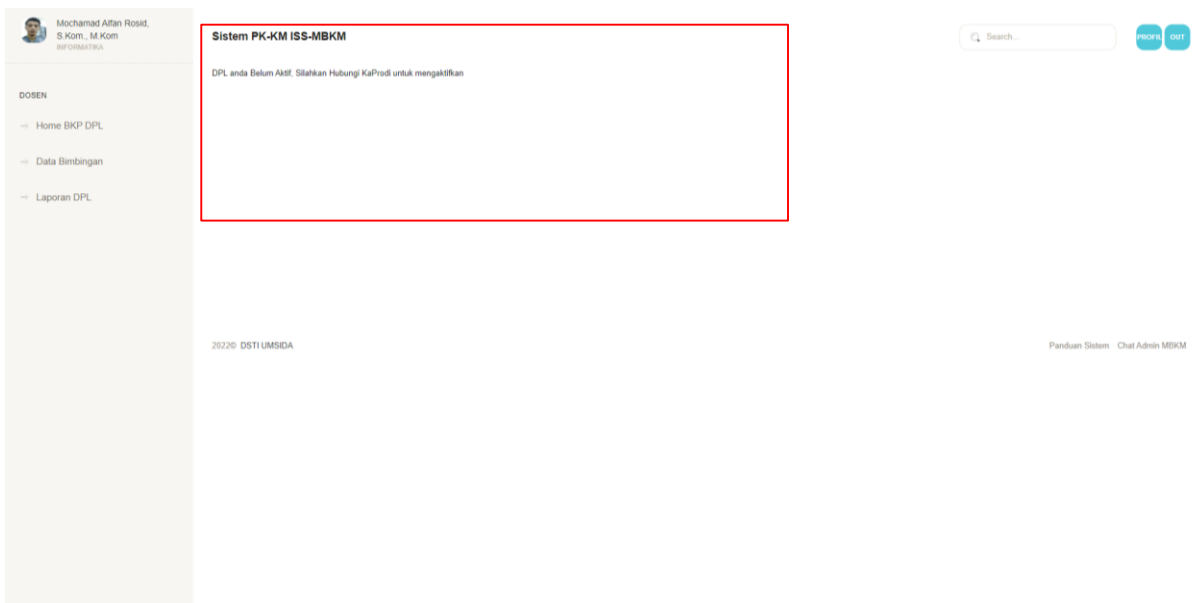 Mochamad Alfan Rosid,
S.Kom., M.Kom
INFORMATIKA
DOSEN
Home BKP DPL
Data Bimbingan
Laporan DPL
Sistem PK-KM ISS-MBKM
Search...
PROFIL
OUT
DPL anda Belum Aktif, Silahkan Hubungi KaProdi untuk mengaktifkan
2022© DSTI UMSIDA
Panduan Sistem Chat Admin MBKM